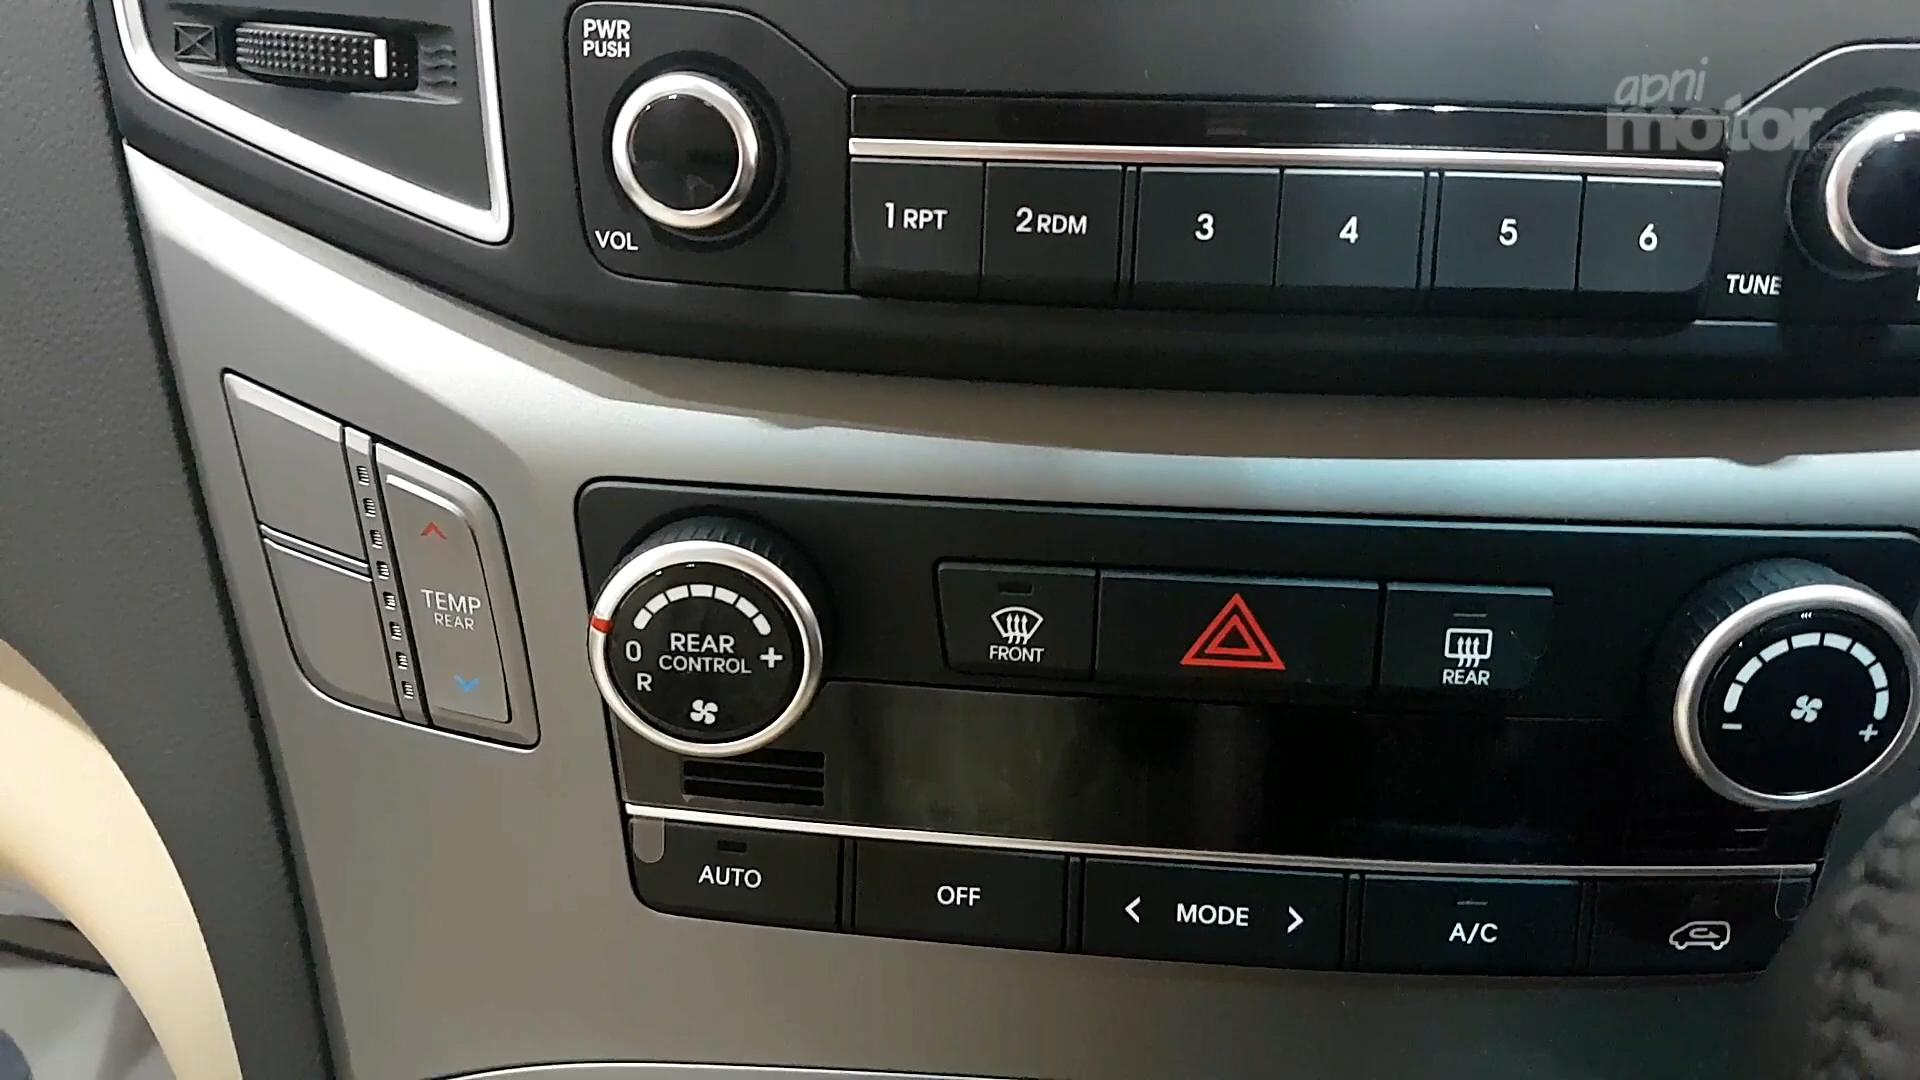 PWR
PUSH
VOL
1 RPT
2 RDM
3
4
5
6
TUNE
apni
motor
TEMP
REAR
0
REAR
CONTROL
+
R
FRONT
REAR
-
+
AUTO
OFF
< MODE >
A/C